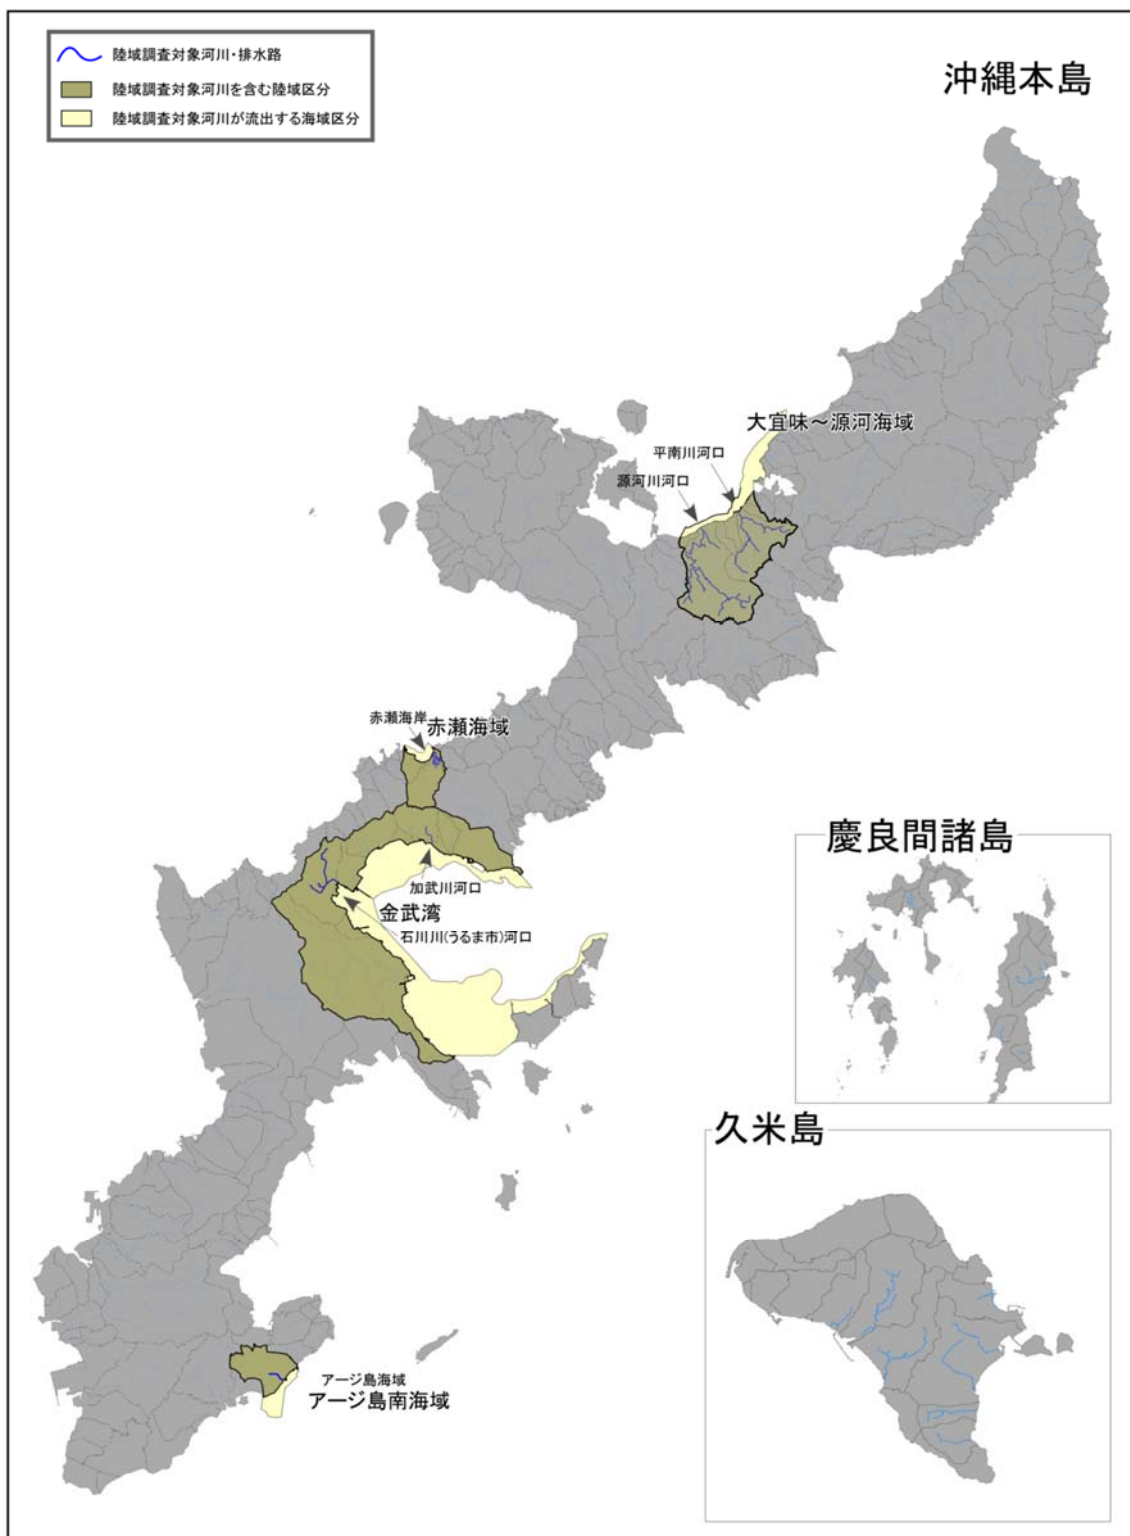 陸域調査対象河川・排水路
陸域調査対象河川を含む陸域区分
陸域調査対象河川が流出する海域区分
沖縄本島
大宜味～源河海域
平南川河口
源河川河口
赤瀬海岸
赤瀬海域
加武川河口
金武湾
石川川(うるま市)河口
慶良間諸島
久米島
アージ島海域
アージ島南海域